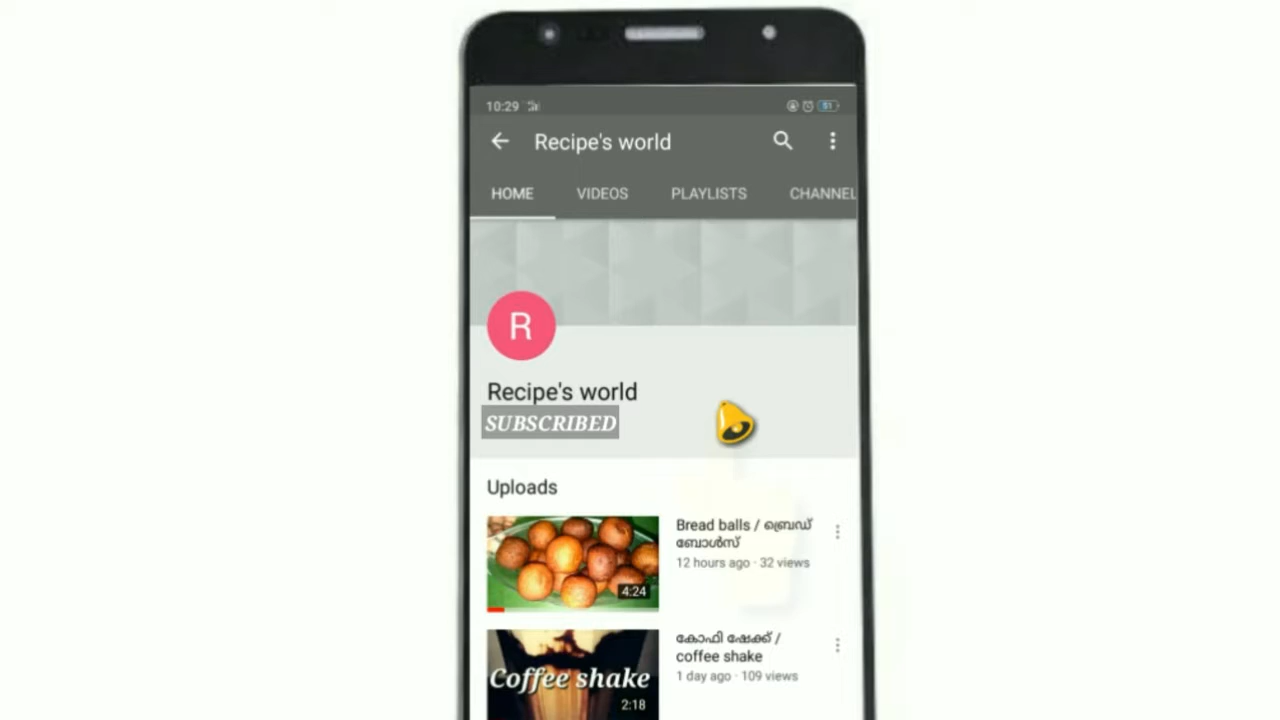 10:29
51
Recipe's world
HOME VIDEOS PLAYLISTS CHANNEL
R
Recipe's world
SUBSCRIBED
Uploads
Bread balls / ബ്രെഡ്
ബോൾസ്
12 hours ago · 32 views
4:24
കോഫി ഷേക്ക് /
coffee shake
1 day ago · 109 views
Coffee shake
2:18